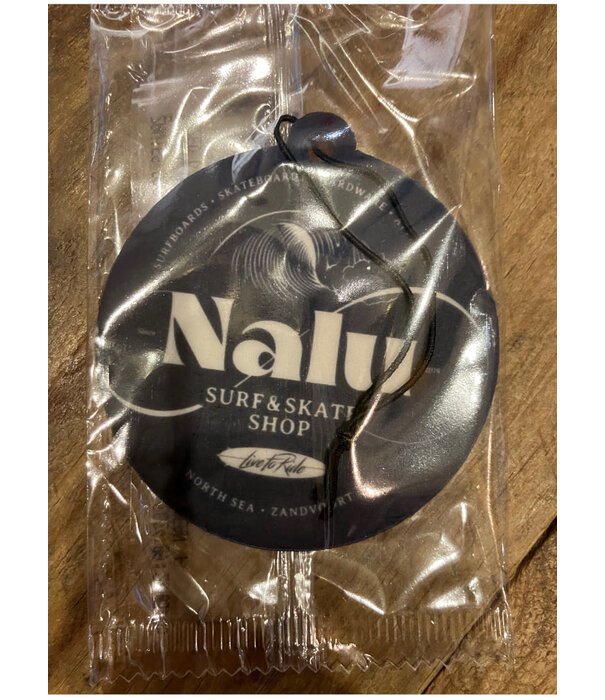 SURFBOARDS • SKATEBOARDS
Nalu
SURF & SKATE
SHOP
Live to Ride
NORTH SEA • ZANDVOORT